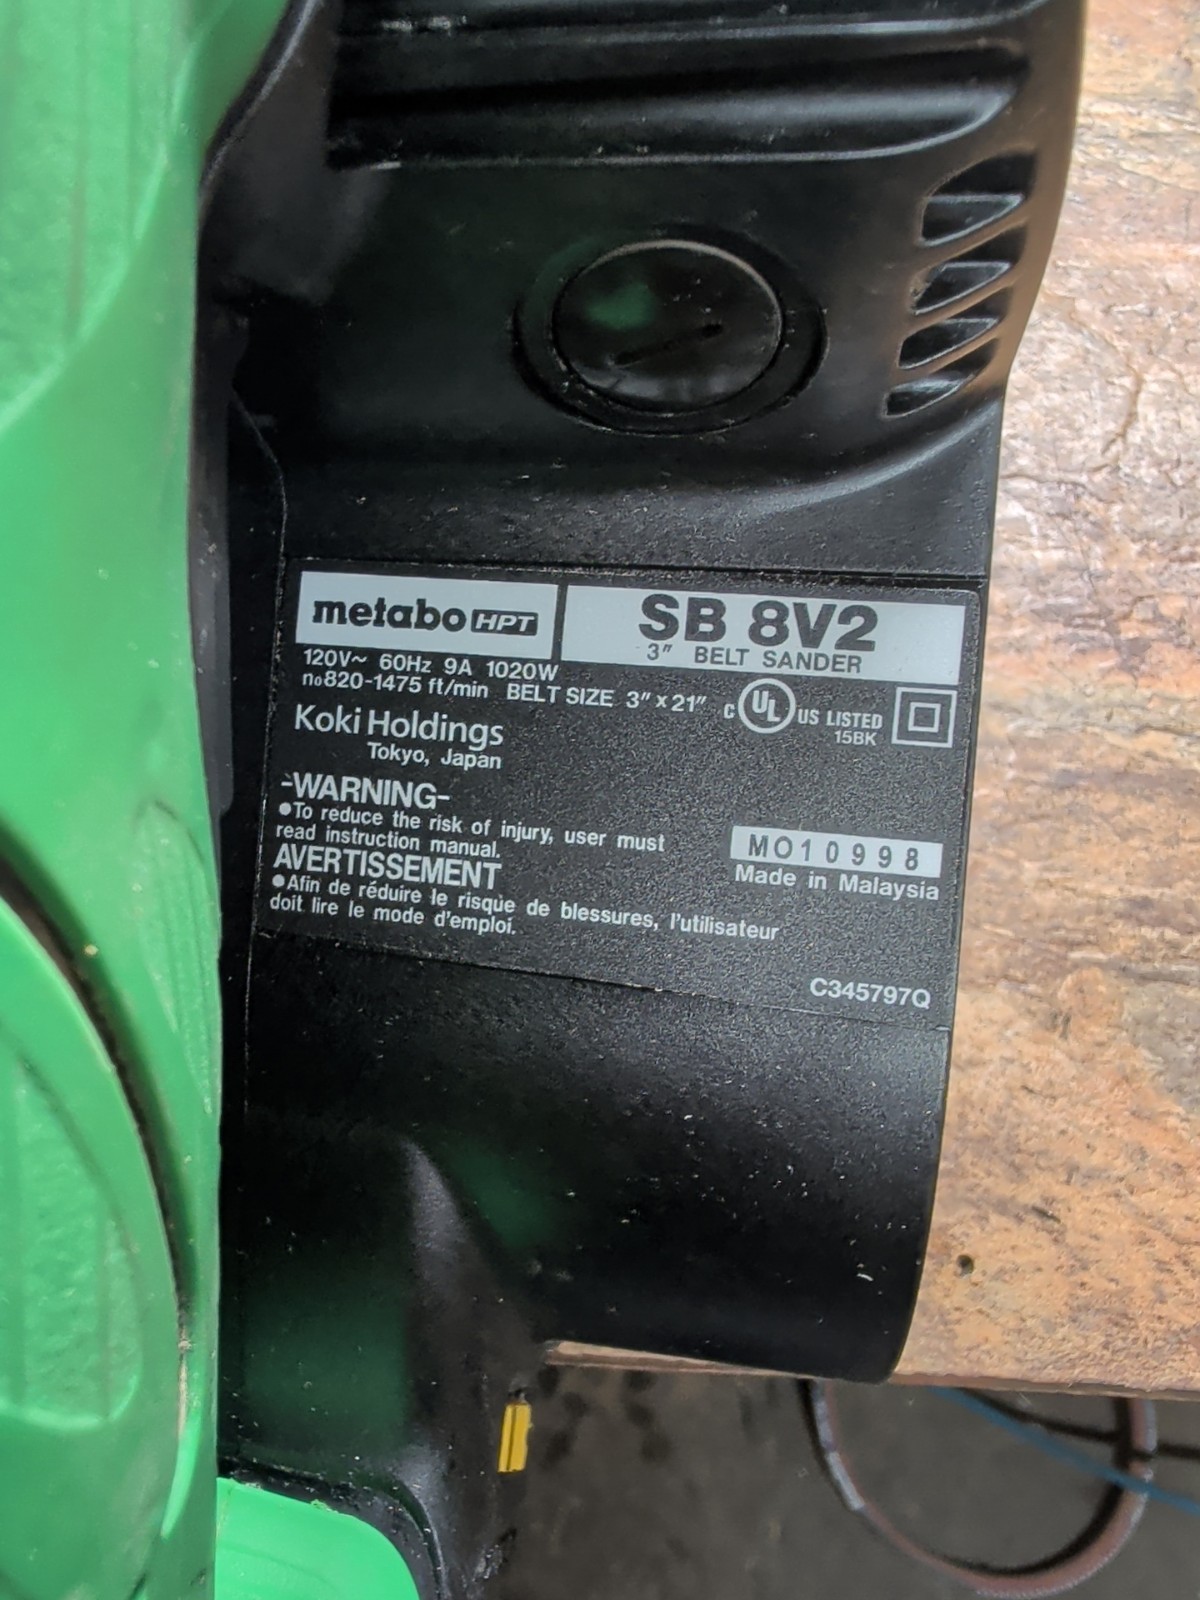 metabo HPT
SB 8V2
3" BELT SANDER
120V~ 60Hz 9A 1020W
no820-1475 ft/min BELT SIZE 3" x 21"
C UL US LISTED
15BK
Koki Holdings
Tokyo, Japan
-WARNING-
●To reduce the risk of injury, user must
read instruction manual.
AVERTISSEMENT
●Afin de réduire le risque de blessures, l'utilisateur
doit lire le mode d'emploi.
M010998
Made in Malaysia
C345797Q